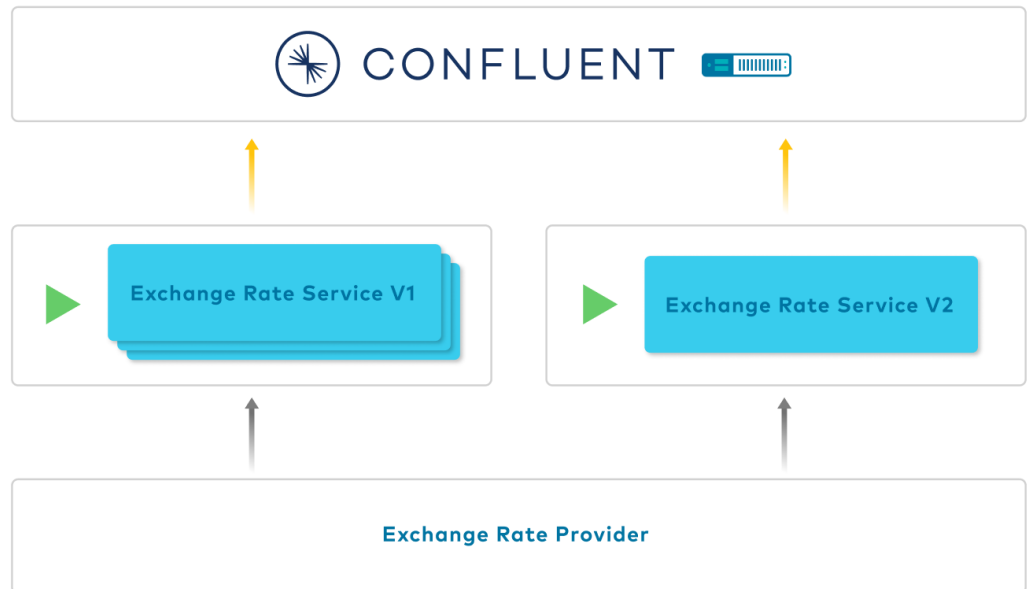 CONFLUENT
Exchange Rate Service V1
Exchange Rate Service V2
Exchange Rate Provider